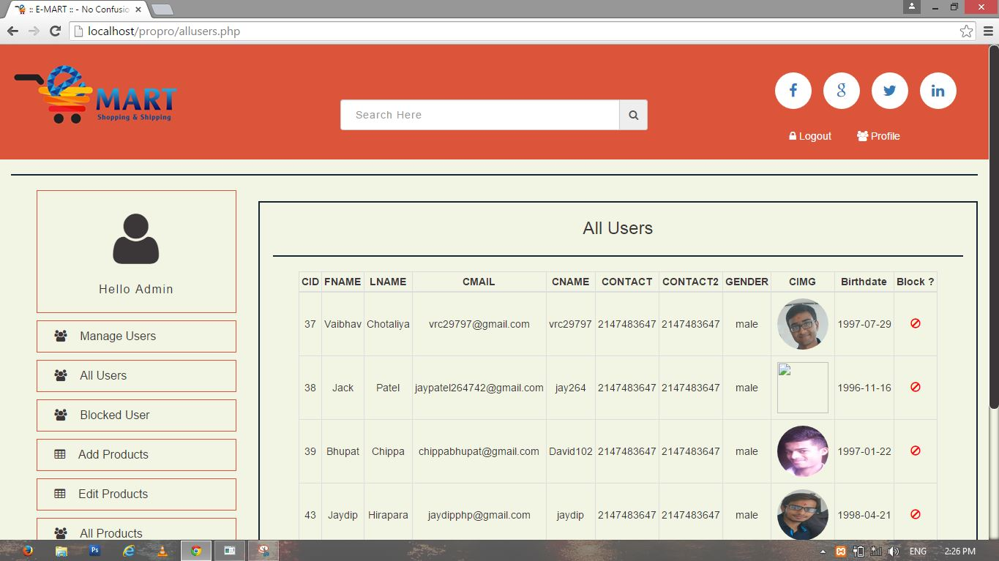 :: E-MART :: - No Confusio
localhost/propro/allusers.php
e
MART
Shopping & Shipping
Search Here
Logout
Profile
Hello Admin
Manage Users
All Users
Blocked User
Add Products
Edit Products
All Products
All Users
CID FNAME LNAME CMAIL CNAME CONTACT CONTACT2 GENDER CIMG Birthdate Block ?
37 Vaibhav Chotaliya vrc29797@gmail.com vrc29797 2147483647 2147483647 male 1997-07-29
38 Jack Patel jaypatel264742@gmail.com jay264 2147483647 2147483647 male 1996-11-16
39 Bhupat Chippa chippabhupat@gmail.com David102 2147483647 2147483647 male 1997-01-22
43 Jaydip Hirapara jaydipphp@gmail.com jaydip 2147483647 2147483647 male 1998-04-21
ENG 2:26 PM